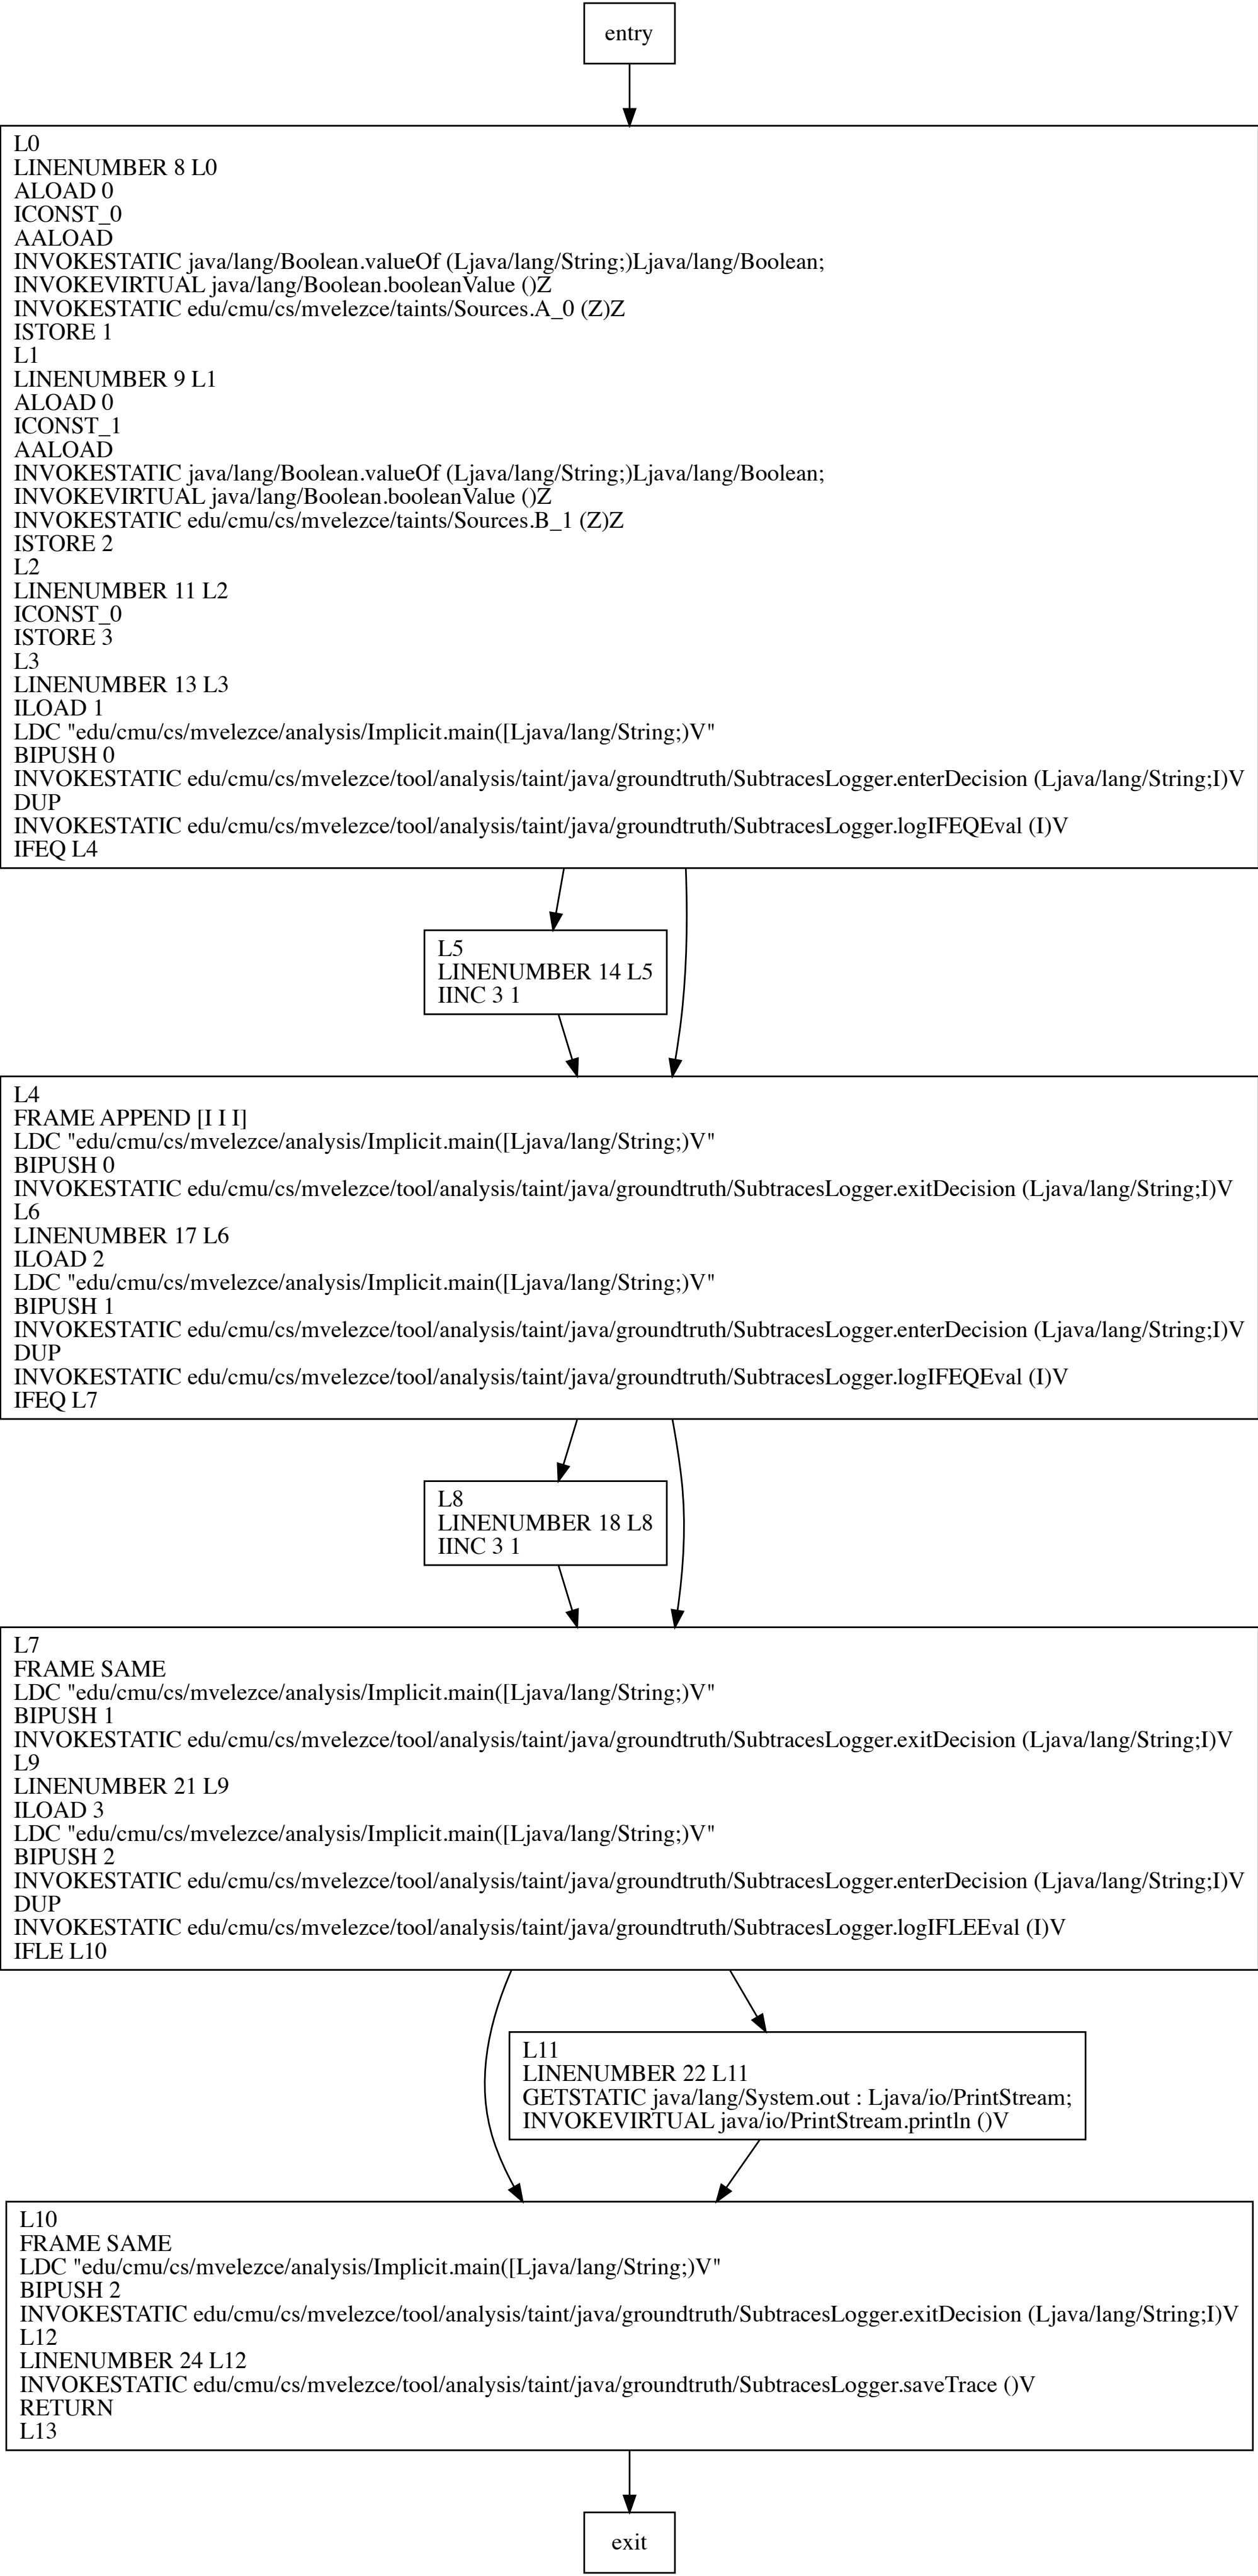 entry
L0
LINENUMBER 8 L0
ALOAD 0
ICONST_0
AALOAD
INVOKESTATIC java/lang/Boolean.valueOf (Ljava/lang/String;)Ljava/lang/Boolean;
INVOKEVIRTUAL java/lang/Boolean.booleanValue ()Z
INVOKESTATIC edu/cmu/cs/mvelezce/taints/Sources.A_0 (Z)Z
ISTORE 1
L1
LINENUMBER 9 L1
ALOAD 0
ICONST_1
AALOAD
INVOKESTATIC java/lang/Boolean.valueOf (Ljava/lang/String;)Ljava/lang/Boolean;
INVOKEVIRTUAL java/lang/Boolean.booleanValue ()Z
INVOKESTATIC edu/cmu/cs/mvelezce/taints/Sources.B_1 (Z)Z
ISTORE 2
L2
LINENUMBER 11 L2
ICONST_0
ISTORE 3
L3
LINENUMBER 13 L3
ILOAD 1
LDC "edu/cmu/cs/mvelezce/analysis/Implicit.main([Ljava/lang/String;)V"
BIPUSH 0
INVOKESTATIC edu/cmu/cs/mvelezce/tool/analysis/taint/java/groundtruth/SubtracesLogger.enterDecision (Ljava/lang/String;I)V
DUP
INVOKESTATIC edu/cmu/cs/mvelezce/tool/analysis/taint/java/groundtruth/SubtracesLogger.logIFEQEval (I)V
IFEQ L4
L5
LINENUMBER 14 L5
IINC 3 1
L4
FRAME APPEND [I I I]
LDC "edu/cmu/cs/mvelezce/analysis/Implicit.main([Ljava/lang/String;)V"
BIPUSH 0
INVOKESTATIC edu/cmu/cs/mvelezce/tool/analysis/taint/java/groundtruth/SubtracesLogger.exitDecision (Ljava/lang/String;I)V
L6
LINENUMBER 17 L6
ILOAD 2
LDC "edu/cmu/cs/mvelezce/analysis/Implicit.main([Ljava/lang/String;)V"
BIPUSH 1
INVOKESTATIC edu/cmu/cs/mvelezce/tool/analysis/taint/java/groundtruth/SubtracesLogger.enterDecision (Ljava/lang/String;I)V
DUP
INVOKESTATIC edu/cmu/cs/mvelezce/tool/analysis/taint/java/groundtruth/SubtracesLogger.logIFEQEval (I)V
IFEQ L7
L8
LINENUMBER 18 L8
IINC 3 1
L7
FRAME SAME
LDC "edu/cmu/cs/mvelezce/analysis/Implicit.main([Ljava/lang/String;)V"
BIPUSH 1
INVOKESTATIC edu/cmu/cs/mvelezce/tool/analysis/taint/java/groundtruth/SubtracesLogger.exitDecision (Ljava/lang/String;I)V
L9
LINENUMBER 21 L9
ILOAD 3
LDC "edu/cmu/cs/mvelezce/analysis/Implicit.main([Ljava/lang/String;)V"
BIPUSH 2
INVOKESTATIC edu/cmu/cs/mvelezce/tool/analysis/taint/java/groundtruth/SubtracesLogger.enterDecision (Ljava/lang/String;I)V
DUP
INVOKESTATIC edu/cmu/cs/mvelezce/tool/analysis/taint/java/groundtruth/SubtracesLogger.logIFLEEval (I)V
IFLE L10
L11
LINENUMBER 22 L11
GETSTATIC java/lang/System.out : Ljava/io/PrintStream;
INVOKEVIRTUAL java/io/PrintStream.println ()V
L10
FRAME SAME
LDC "edu/cmu/cs/mvelezce/analysis/Implicit.main([Ljava/lang/String;)V"
BIPUSH 2
INVOKESTATIC edu/cmu/cs/mvelezce/tool/analysis/taint/java/groundtruth/SubtracesLogger.exitDecision (Ljava/lang/String;I)V
L12
LINENUMBER 24 L12
INVOKESTATIC edu/cmu/cs/mvelezce/tool/analysis/taint/java/groundtruth/SubtracesLogger.saveTrace ()V
RETURN
L13
exit